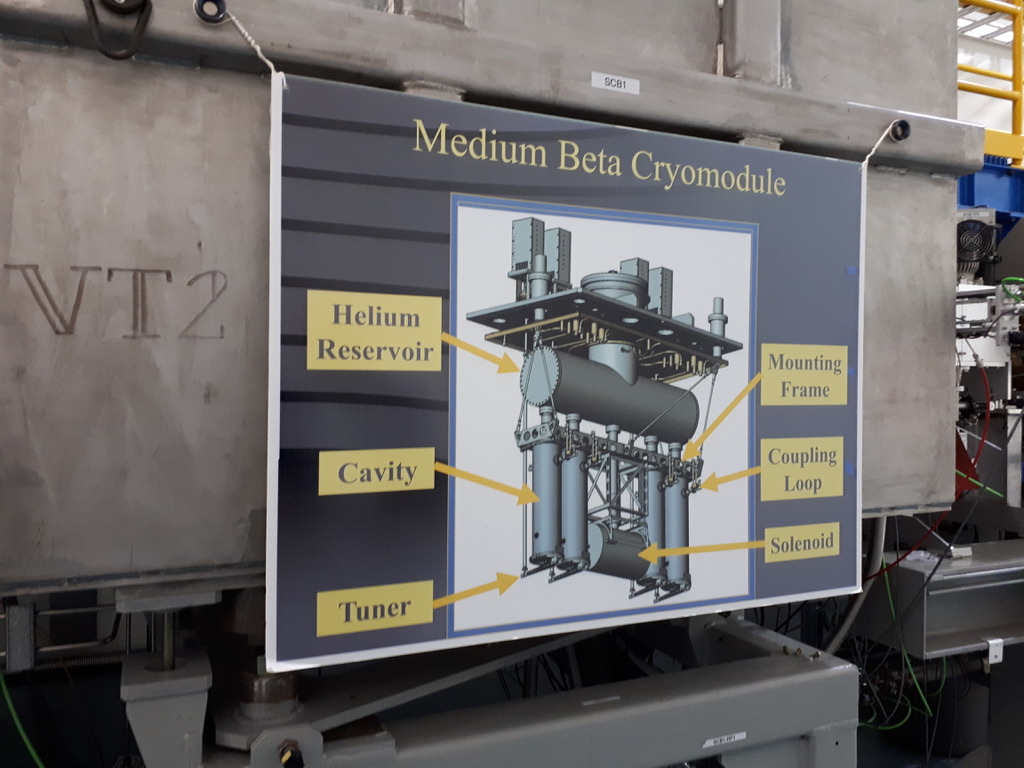 SCB1
Medium Beta Cryomodule
VT2
Helium
Reservoir
Mounting
Frame
Cavity
Coupling
Loop
Solenoid
Tuner